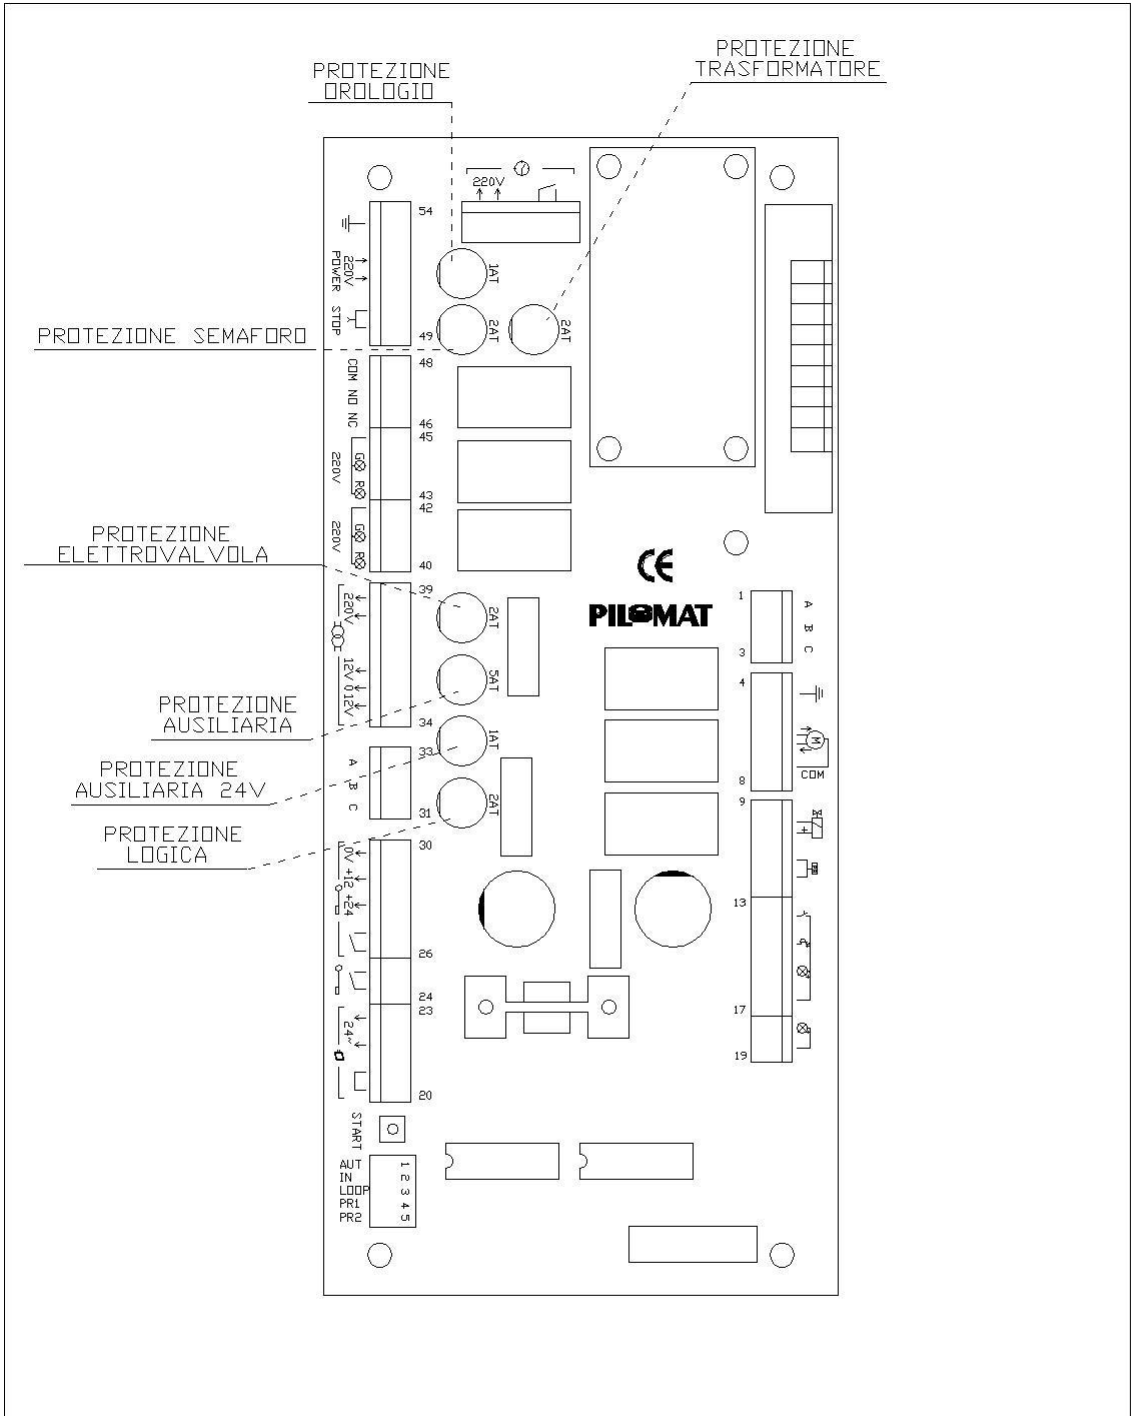 PROTEZIONE
TRASFORMATORE
PROTEZIONE
OROLOGIO
220V
54
220V
POWER
1AT
STOP
2AT
2AT
49
PROTEZIONE SEMAFORO
48
COM NO NC
46
45
G
220V
R
43
42
G
220V
R
40
PROTEZIONE
ELETTROVALVOLA
CE
39
220V
2AT
PILOMAT
1
A
B
C
3
12V 0 12V
5AT
4
PROTEZIONE
AUSILIARIA
34
33
1AT
M
COM
8
PROTEZIONE
AUSILIARIA 24V
A
B
C
2AT
9
31
PROTEZIONE
LOGICA
30
0V +12 +24
13
26
24
23
17
24~
19
20
START
AUT 1
IN 2
LOOP 3
PR1 4
PR2 5